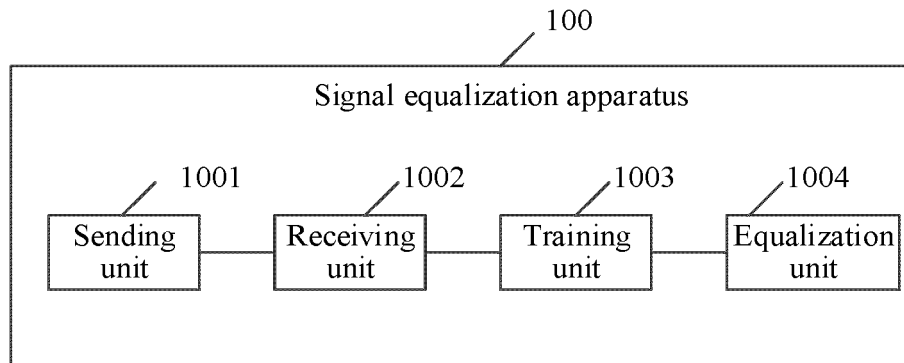 100
Signal equalization apparatus
1001
1002
1003
1004
Sending
unit
Receiving
unit
Training
unit
Equalization
unit